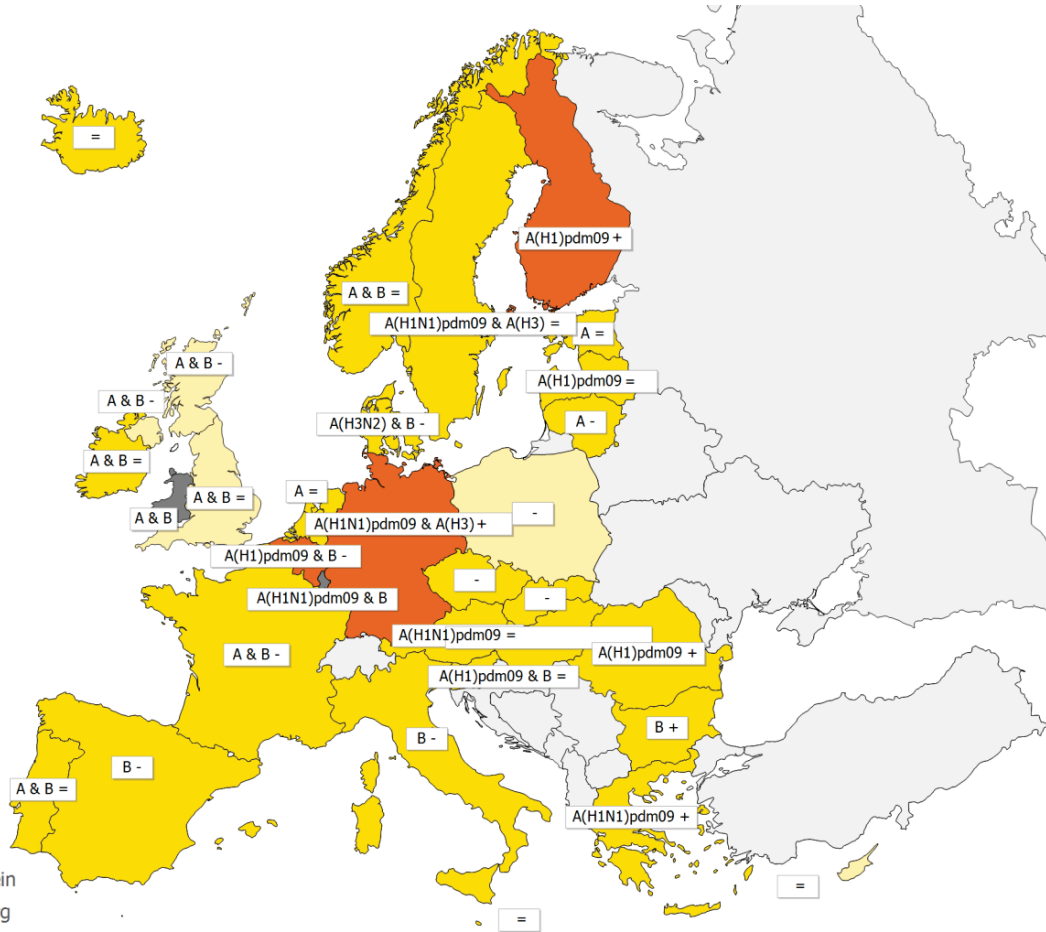 =
A(H1)pdm09 +
A & B =
A(H1N1)pdm09 & A(H3) =
A =
A & B -
A(H1)pdm09 =
A & B -
A(H3N2) & B -
A -
A & B =
A =
A & B =
A & B
A(H1N1)pdm09 & A(H3) +
-
A(H1)pdm09 & B -
-
A(H1N1)pdm09 & B
-
A(H1N1)pdm09 =
A & B -
A(H1)pdm09 +
A(H1)pdm09 & B =
B +
B -
B -
A & B =
A(H1N1)pdm09 +
ein
=
g
=